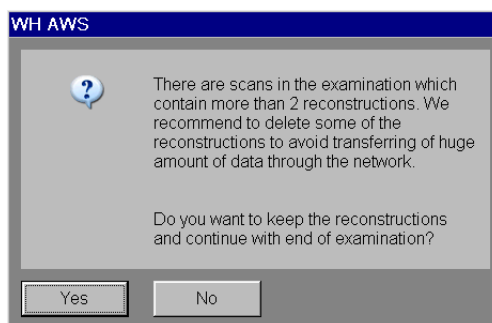 WH AWS
There are scans in the examination which
contain more than 2 reconstructions. We
recommend to delete some of the
reconstructions to avoid transferring of huge
amount of data through the network.
Do you want to keep the reconstructions
and continue with end of examination?
Yes
No